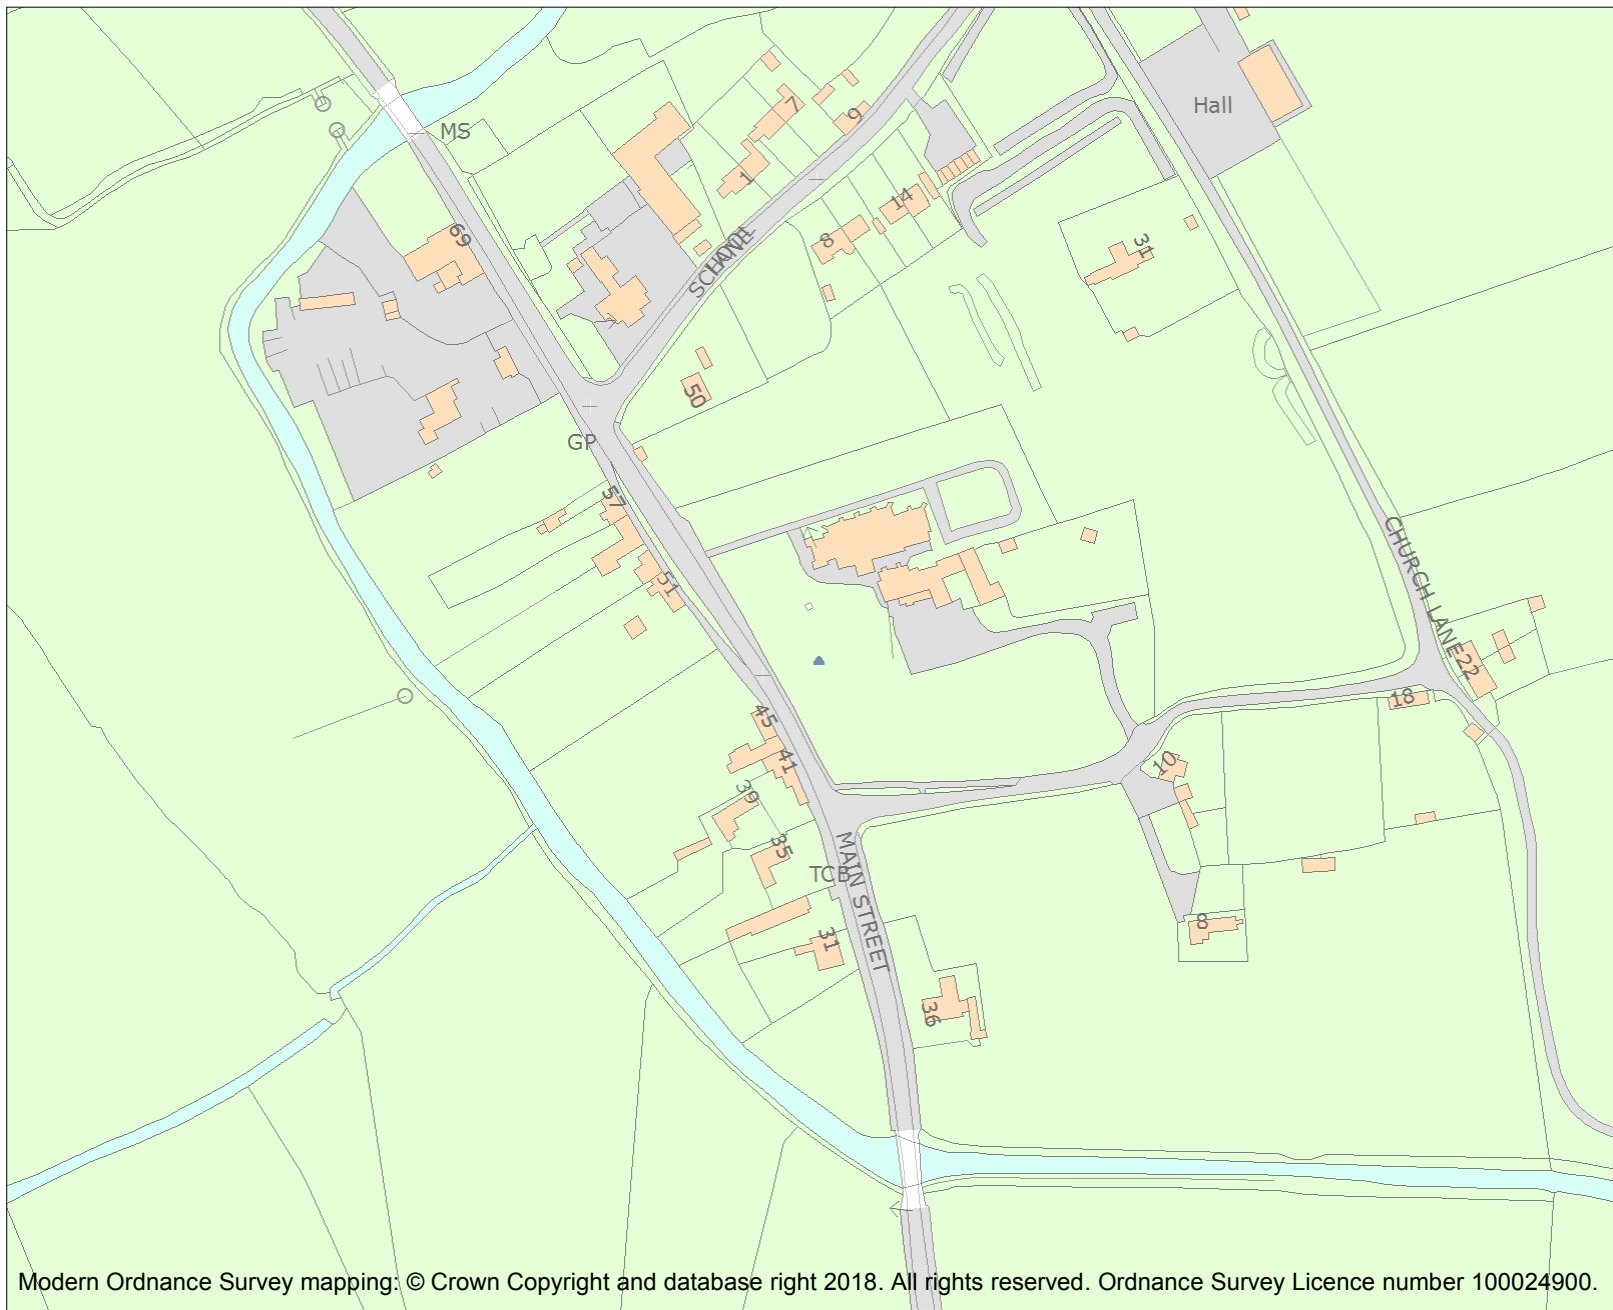 Hall
MS
7
9
1
14
69
8
31
SCHOOL
LANE
50
GP
57
51
CHURCH LANE
22
18
45
41
10
39
35
MAIN STREET
TCB
8
31
36
Modern Ordnance Survey mapping: © Crown Copyright and database right 2018. All rights reserved. Ordnance Survey Licence number 100024900.